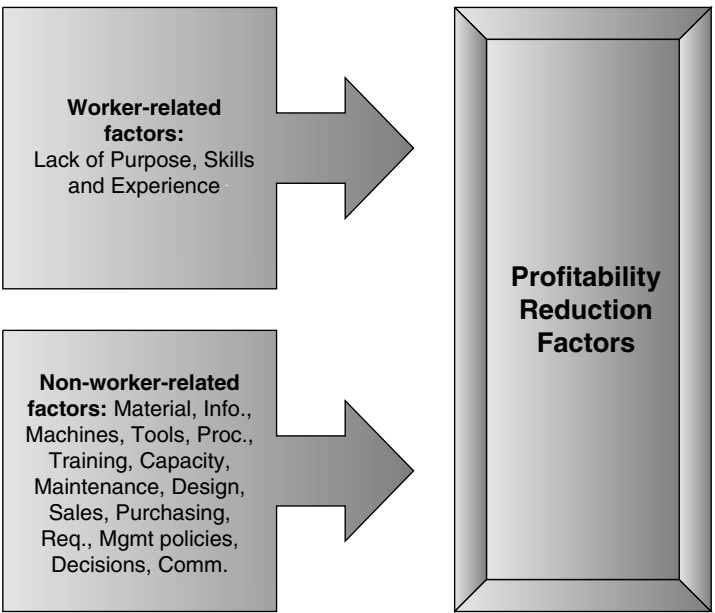 Worker-related
factors:
Lack of Purpose, Skills
and Experience
Non-worker-related
factors: Material, Info.,
Machines, Tools, Proc.,
Training, Capacity,
Maintenance, Design,
Sales, Purchasing,
Req., Mgmt policies,
Decisions, Comm.
Profitability
Reduction
Factors